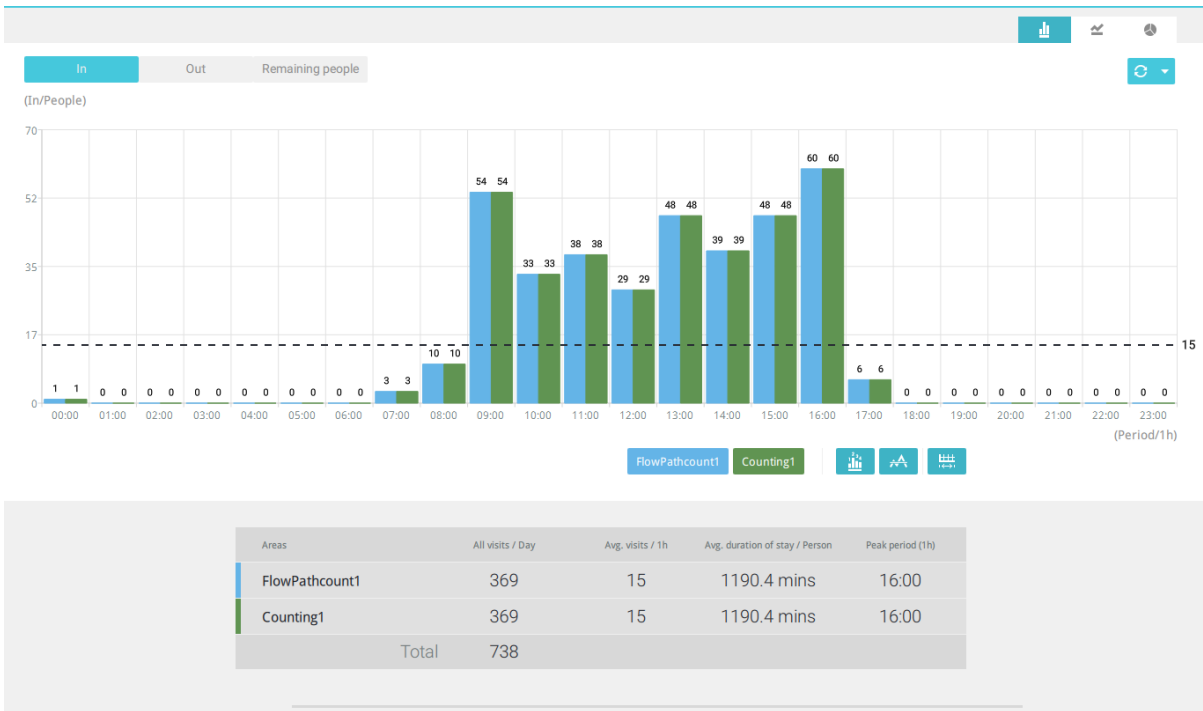 In Out Remaining people
(In/People)
70
60 60
54 54
52
48 48 48 48
39 39
38 38
35
33 33
29 29
17
15
10 10
6 6
3 3
1 1 0 0 0 0 0 0 0 0 0 0 0 0 0 0 0 0 0 0 0 0 0 0 0 0
0
00:00 01:00 02:00 03:00 04:00 05:00 06:00 07:00 08:00 09:00 10:00 11:00 12:00 13:00 14:00 15:00 16:00 17:00 18:00 19:00 20:00 21:00 22:00 23:00
(Period/1h)
FlowPathcount1 Counting1
Areas All visits / Day Avg. visits / 1h Avg. duration of stay / Person Peak period (1h)
FlowPathcount1 369 15 1190.4 mins 16:00
Counting1 369 15 1190.4 mins 16:00
Total 738